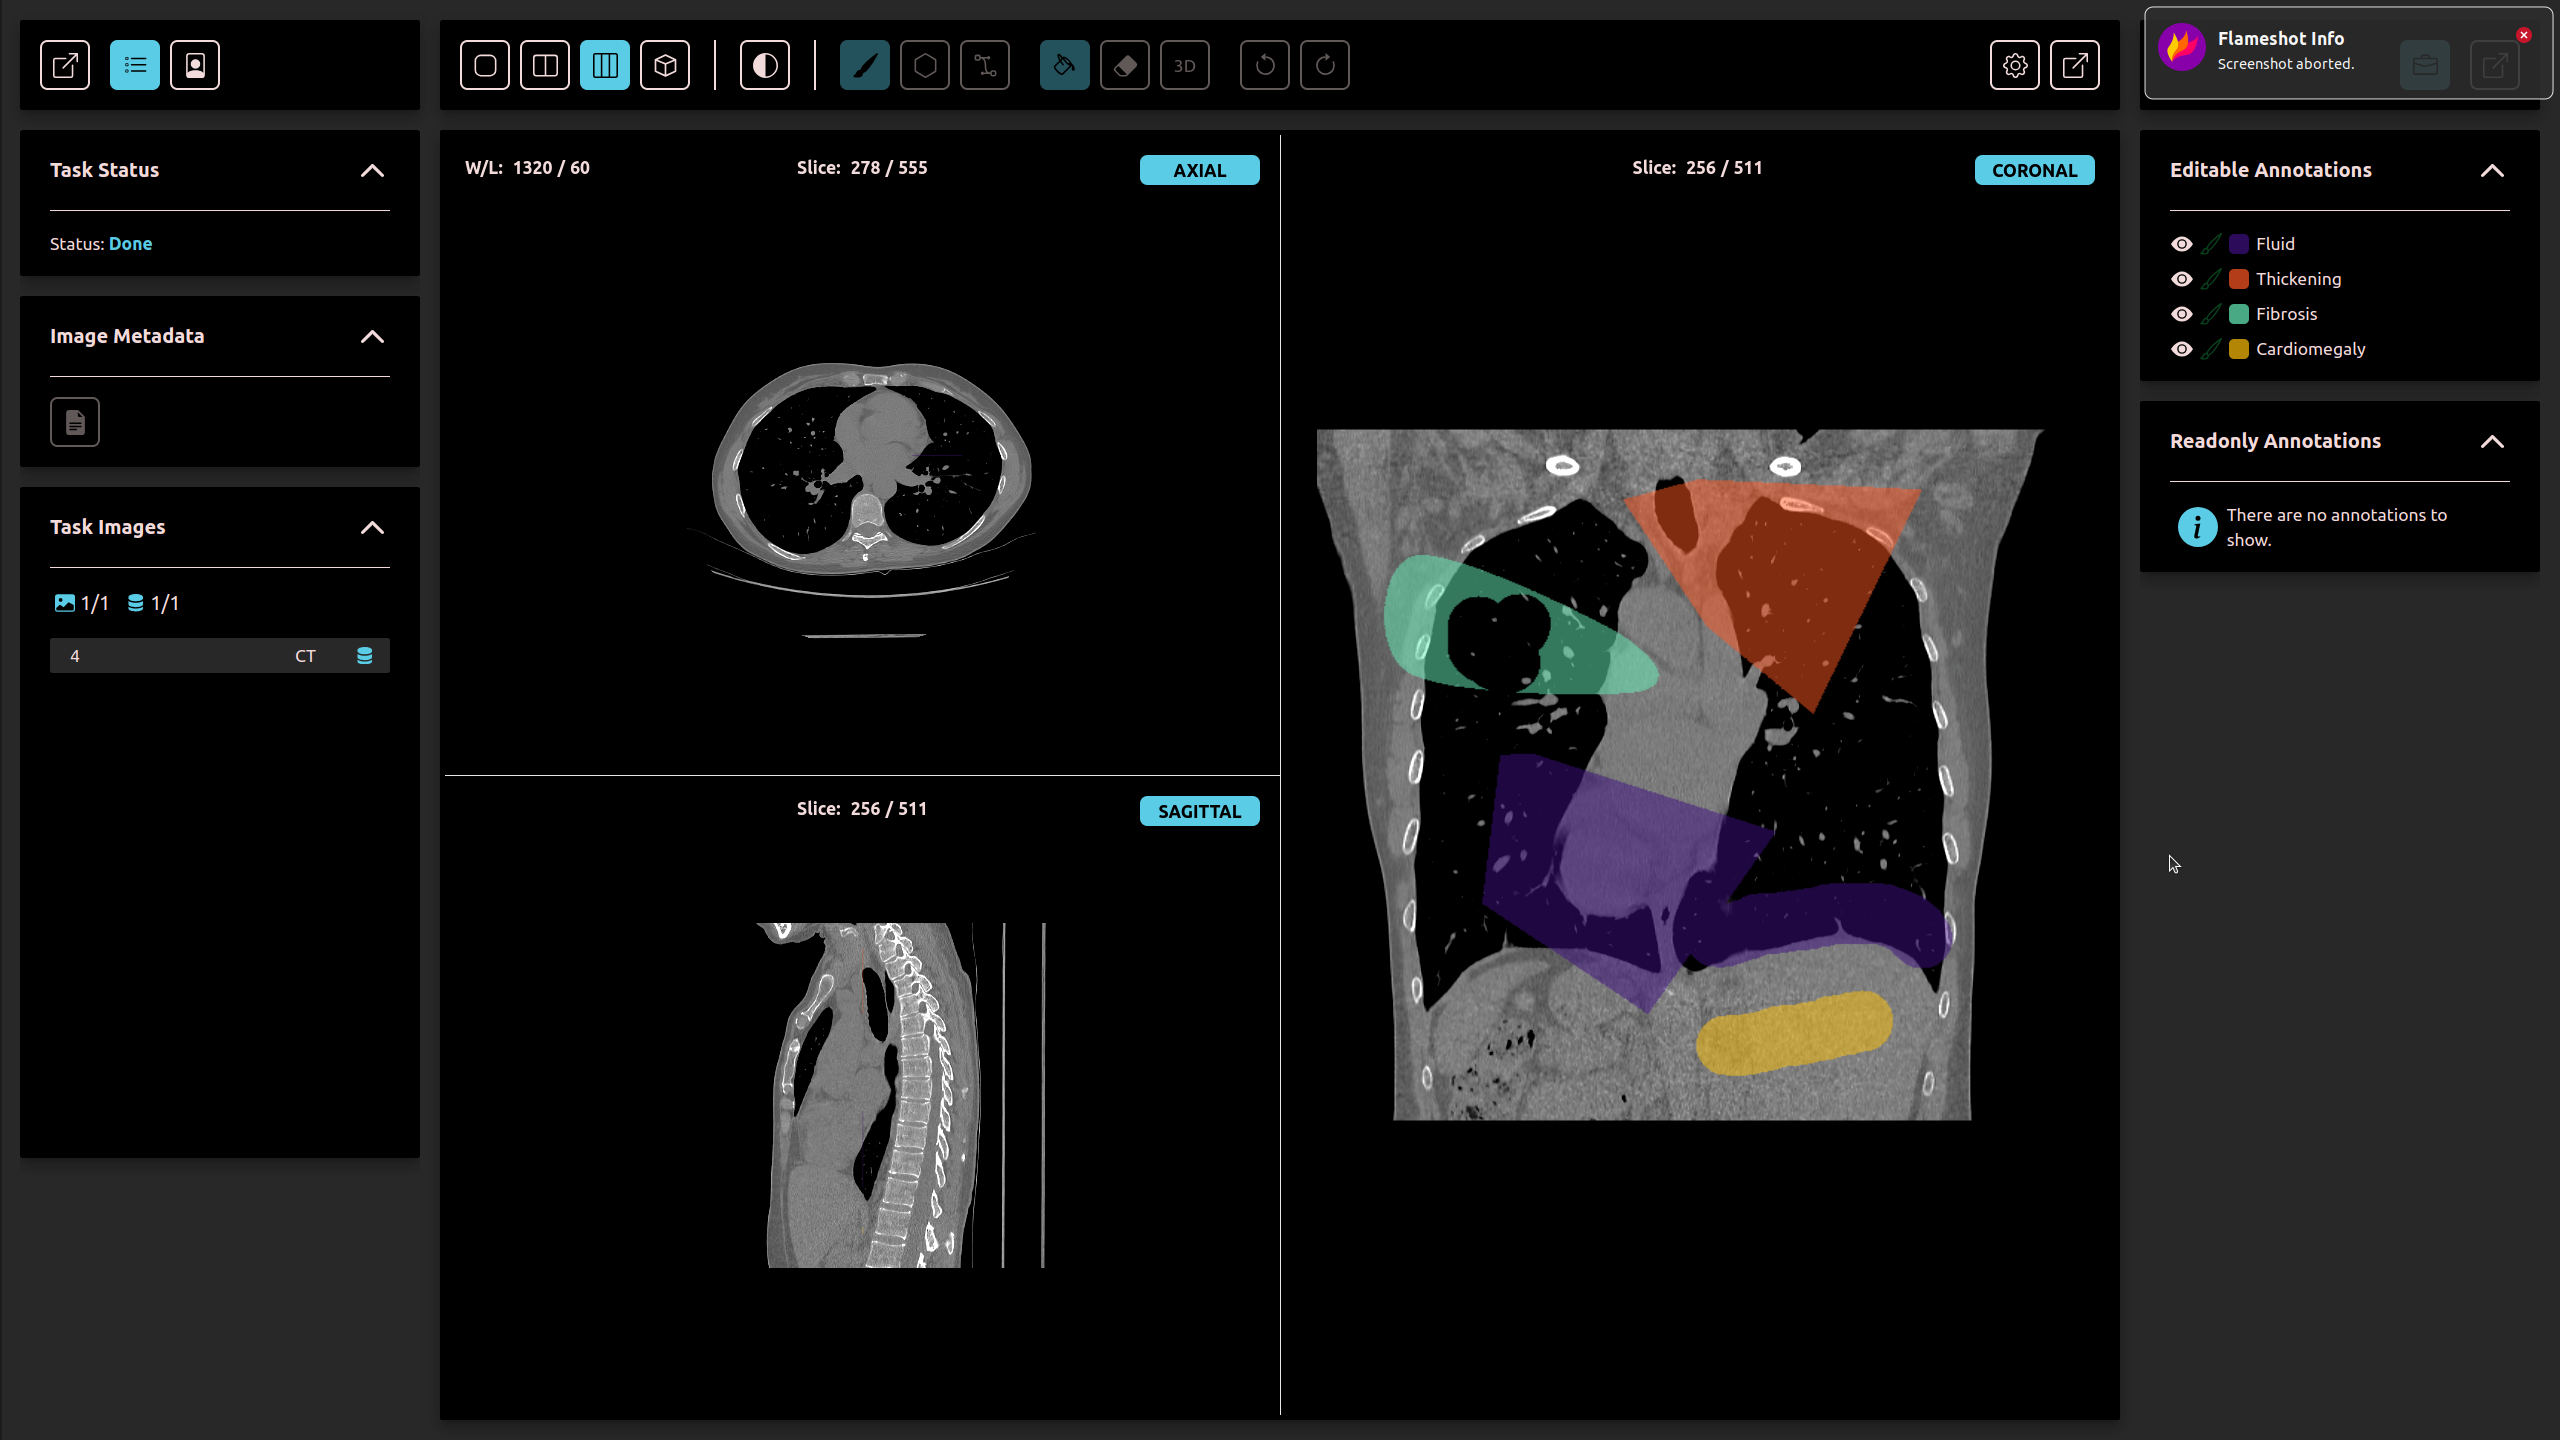 3D
Flameshot Info
Screenshot aborted.
Task Status
Status: Done
Image Metadata
Task Images
1/1 1/1
4 CT
W/L: 1320 / 60
Slice: 278 / 555
AXIAL
Slice: 256 / 511
SAGITTAL
Slice: 256 / 511
CORONAL
Editable Annotations
Fluid
Thickening
Fibrosis
Cardiomegaly
Readonly Annotations
There are no annotations to
show.